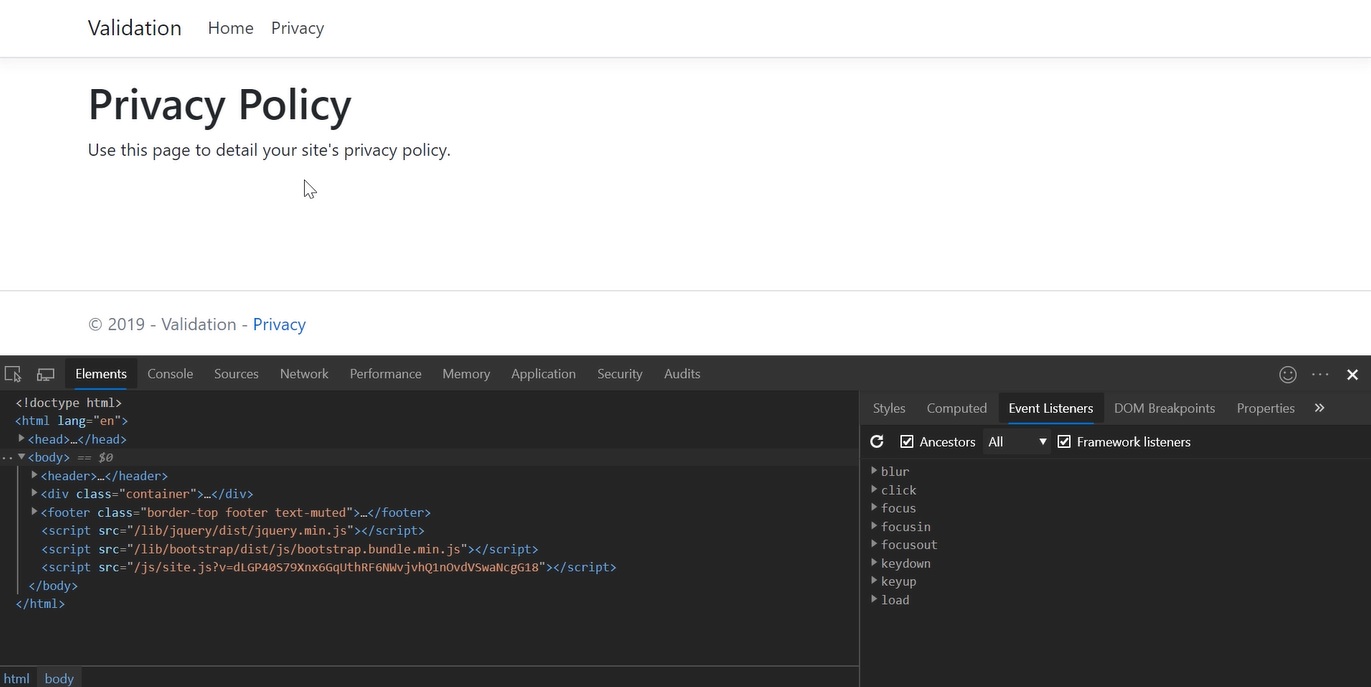 Validation Home Privacy
Privacy Policy
Use this page to detail your site's privacy policy.
© 2019 - Validation - Privacy
Elements Console Sources Network Performance Memory Application Security Audits
<!doctype html>
<html lang="en">
<head>…</head>
<body> == $0
<header>…</header>
<div class="container">…</div>
<footer class="border-top footer text-muted">…</footer>
<script src="/lib/jquery/dist/jquery.min.js"></script>
<script src="/lib/bootstrap/dist/js/bootstrap.bundle.min.js"></script>
<script src="/js/site.js?v=dLGP40S79Xnx6GqUthRF6NWvjvhQ1nOvdVSwaNcgG18"></script>
</body>
</html>
html body
Styles Computed Event Listeners DOM Breakpoints Properties »
Ancestors All Framework listeners
blur
click
focus
focusin
focusout
keydown
keyup
load